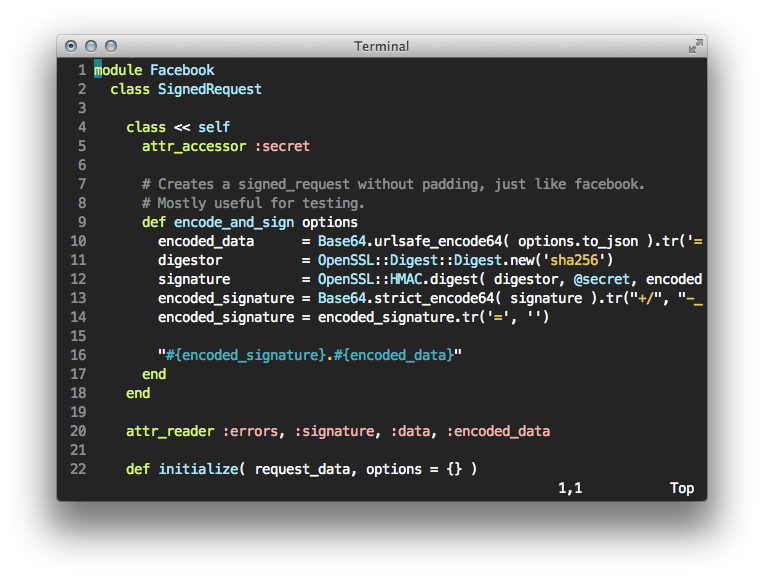 Terminal
1 module Facebook
2   class SignedRequest
3
4     class << self
5       attr_accessor :secret
6
7       # Creates a signed_request without padding, just like facebook.
8       # Mostly useful for testing.
9       def encode_and_sign options
10         encoded_data      = Base64.urlsafe_encode64( options.to_json ).tr('=
11         digestor          = OpenSSL::Digest::Digest.new('sha256')
12         signature         = OpenSSL::HMAC.digest( digestor, @secret, encoded
13         encoded_signature = Base64.strict_encode64( signature ).tr("+/", "-_
14         encoded_signature = encoded_signature.tr('=', '')
15
16         "#{encoded_signature}.#{encoded_data}"
17       end
18     end
19
20     attr_reader :errors, :signature, :data, :encoded_data
21
22     def initialize( request_data, options = {} )
1,1 Top